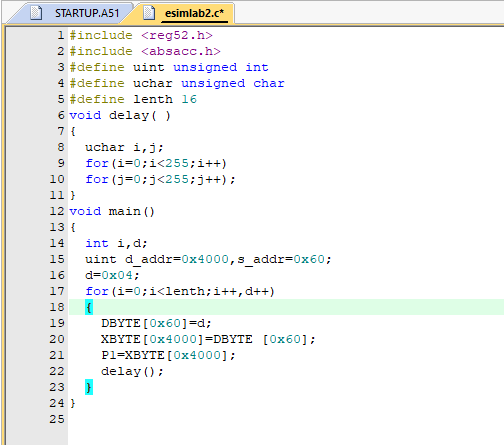 STARTUP.A51 esimlab2.c*
1 #include <reg52.h>
2 #include <absacc.h>
3 #define uint unsigned int
4 #define uchar unsigned char
5 #define lenth 16
6 void delay( )
7 {
8 uchar i,j;
9 for(i=0;i<255;i++)
10 for(j=0;j<255;j++);
11 }
12 void main()
13 {
14 int i,d;
15 uint d_addr=0x4000,s_addr=0x60;
16 d=0x04;
17 for(i=0;i<lenth;i++,d++)
18 {
19 DBYTE[0x60]=d;
20 XBYTE[0x4000]=DBYTE [0x60];
21 P1=XBYTE[0x4000];
22 delay();
23 }
24 }
25